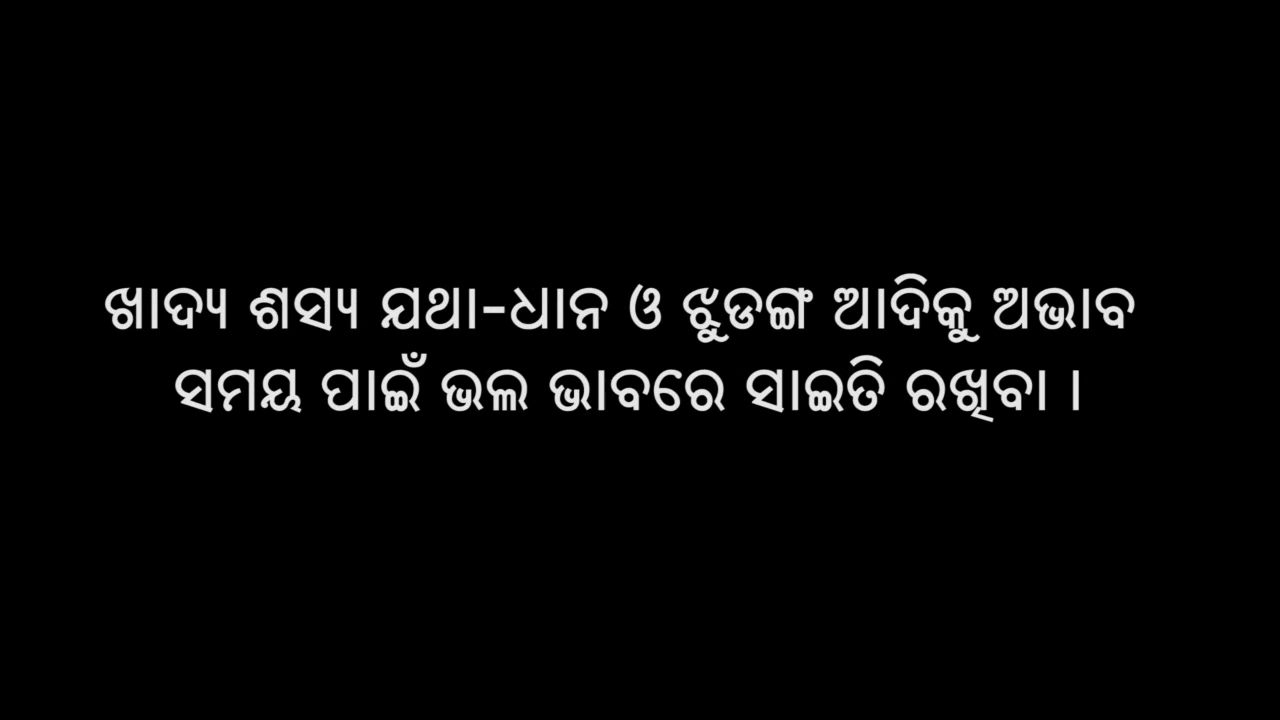 ଖାଦ୍ୟ ଶସ୍ୟ ଯଥା-ଧାନ ଓ ଝୁଡଙ୍ଗ ଆଦିକୁ ଅଭାବ
ସମୟ ପାଇଁ ଭଲ ଭାବରେ ସାଇତି ରଖିବା ।